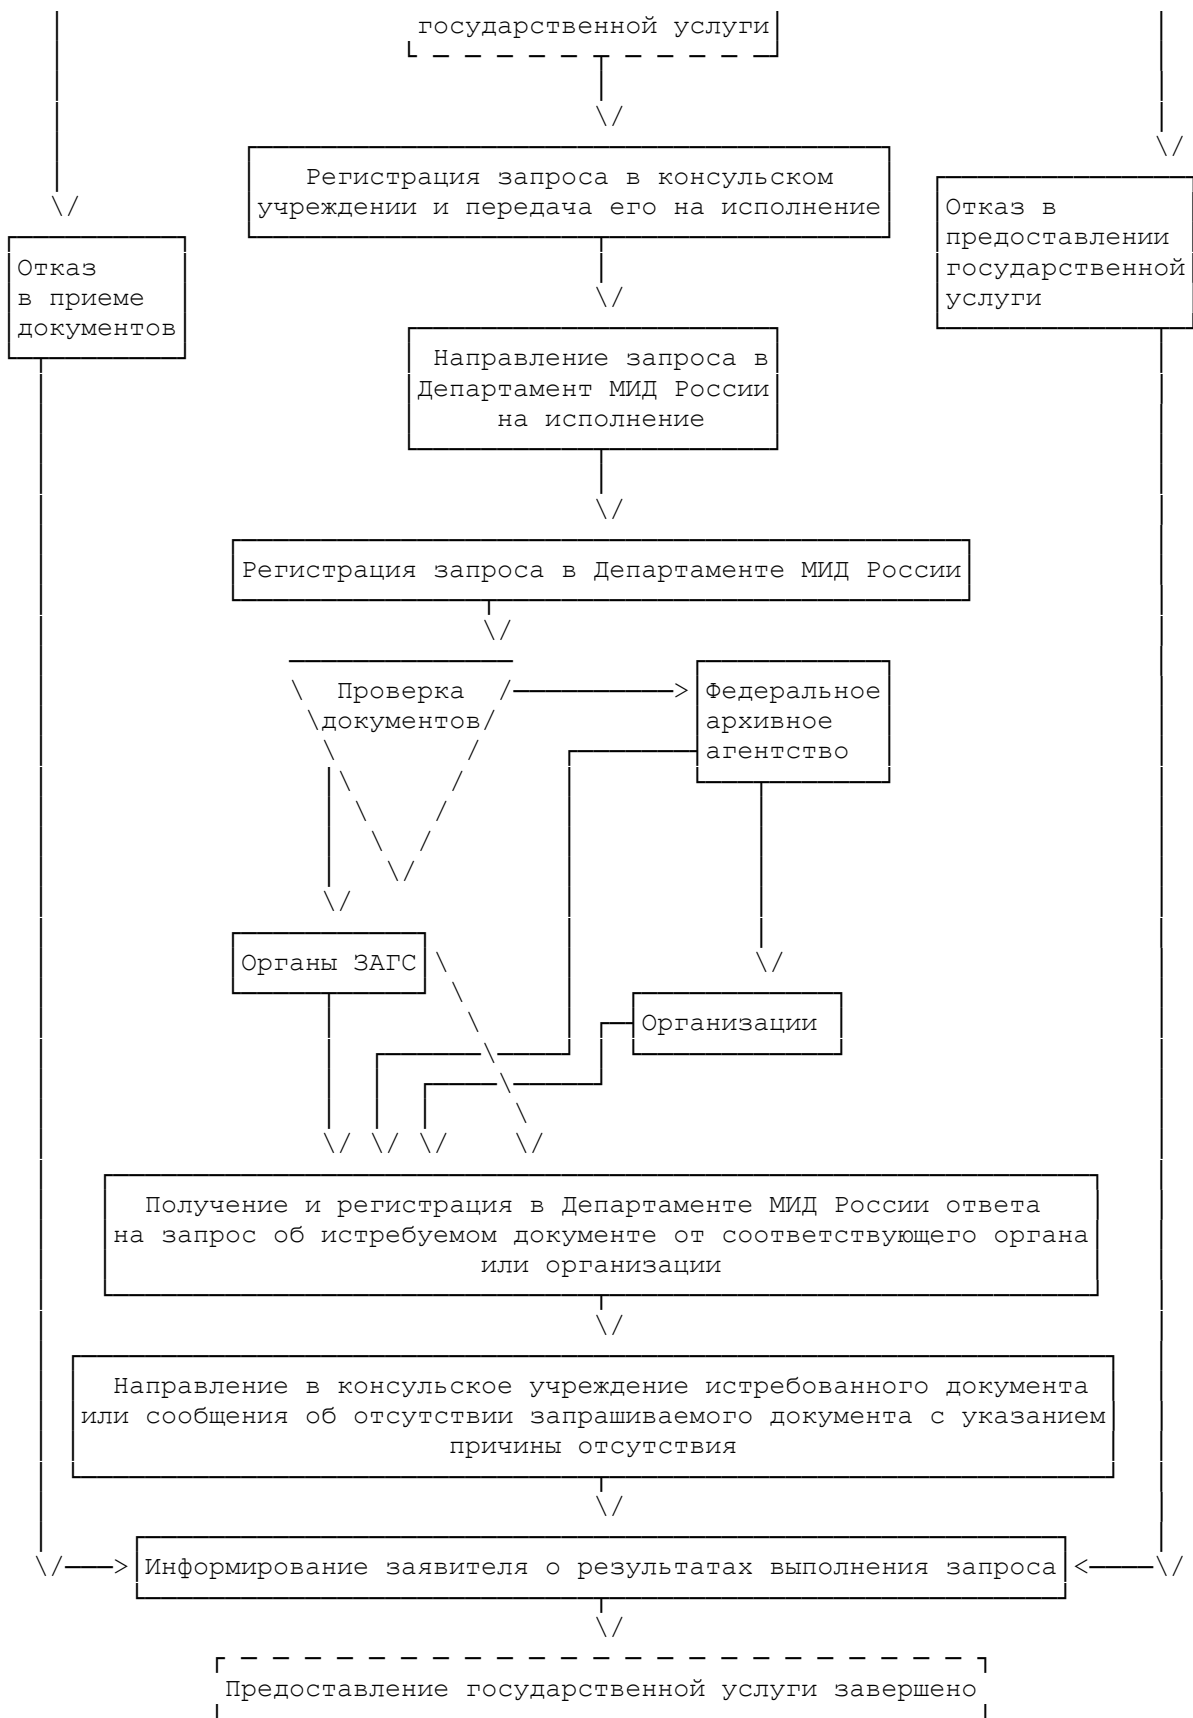 государственной услуги
Регистрация запроса в консульском
учреждении и передача его на исполнение
Отказ в
предоставлении
государственной
услуги
Отказ
в приеме
документов
Направление запроса в
Департамент МИД России
на исполнение
Регистрация запроса в Департаменте МИД России
Проверка
документов
Федеральное
архивное
агентство
Органы ЗАГС
Организации
Получение и регистрация в Департаменте МИД России ответа
на запрос об истребуемом документе от соответствующего органа
или организации
Направление в консульское учреждение истребованного документа
или сообщения об отсутствии запрашиваемого документа с указанием
причины отсутствия
Информирование заявителя о результатах выполнения запроса
Предоставление государственной услуги завершено